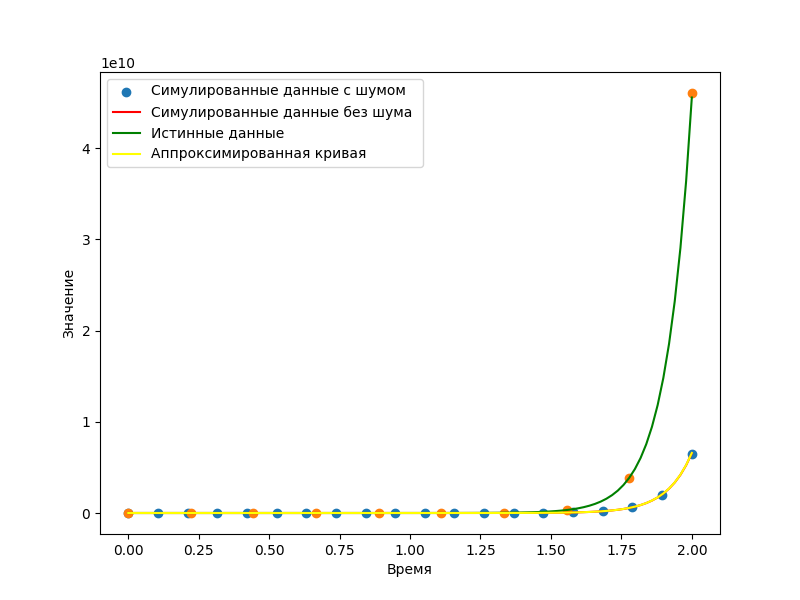 1e10
Симулированные данные с шумом
Симулированные данные без шума
Истинные данные
Аппроксимированная кривая
4
3
2
1
0
Значение
0.00 0.25 0.50 0.75 1.00 1.25 1.50 1.75 2.00
Время